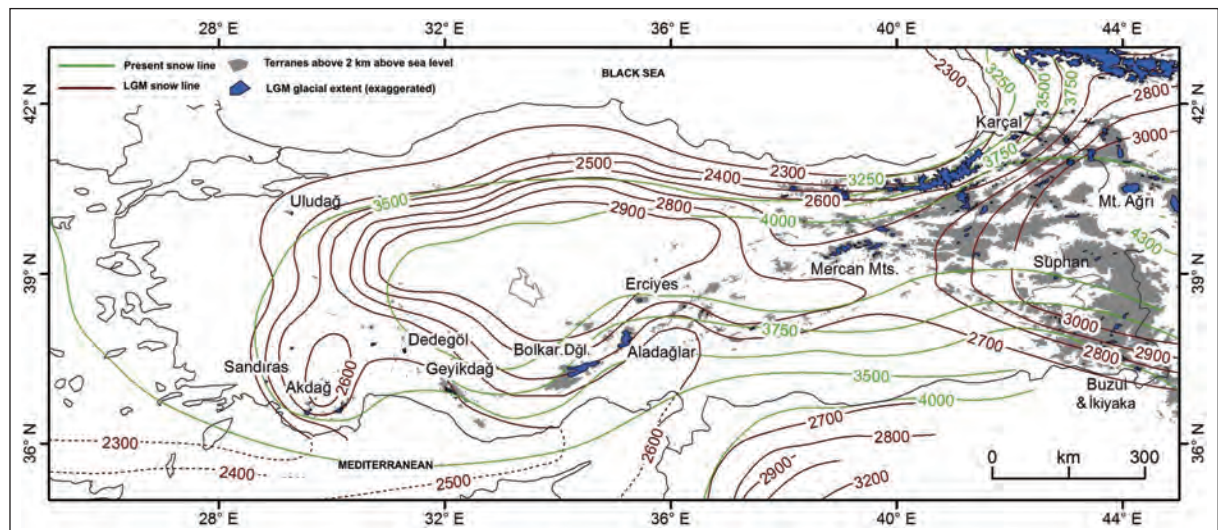 28° E 32° E 36° E 40° E 44° E
Present snow line
LGM snow line
Terranes above 2 km above sea level
LGM glacial extent (exaggerated)
BLACK SEA
42° N
42° N
2300
3250
3500
3750
2800
3000
Karçal
3750
2500
2400
2300
3250
2600
Uludağ
3500
2800
2900
4000
Mt. Ağrı
4300
39° N
39° N
Mercan Mts.
Süphan
Erciyes
3750
3000
2700
2900
2800
Dedegöl
Bolkar.Dğl.
Aladağlar
Geyikdağ
Sandıras
Akdağ
2600
3500
4000
Buzul
& İkiyaka
2700
2800
2900
3200
2600
36° N
36° N
2300
2400
2500
MEDITERRANEAN
0 km 300
28° E 32° E 36° E 40° E 44° E